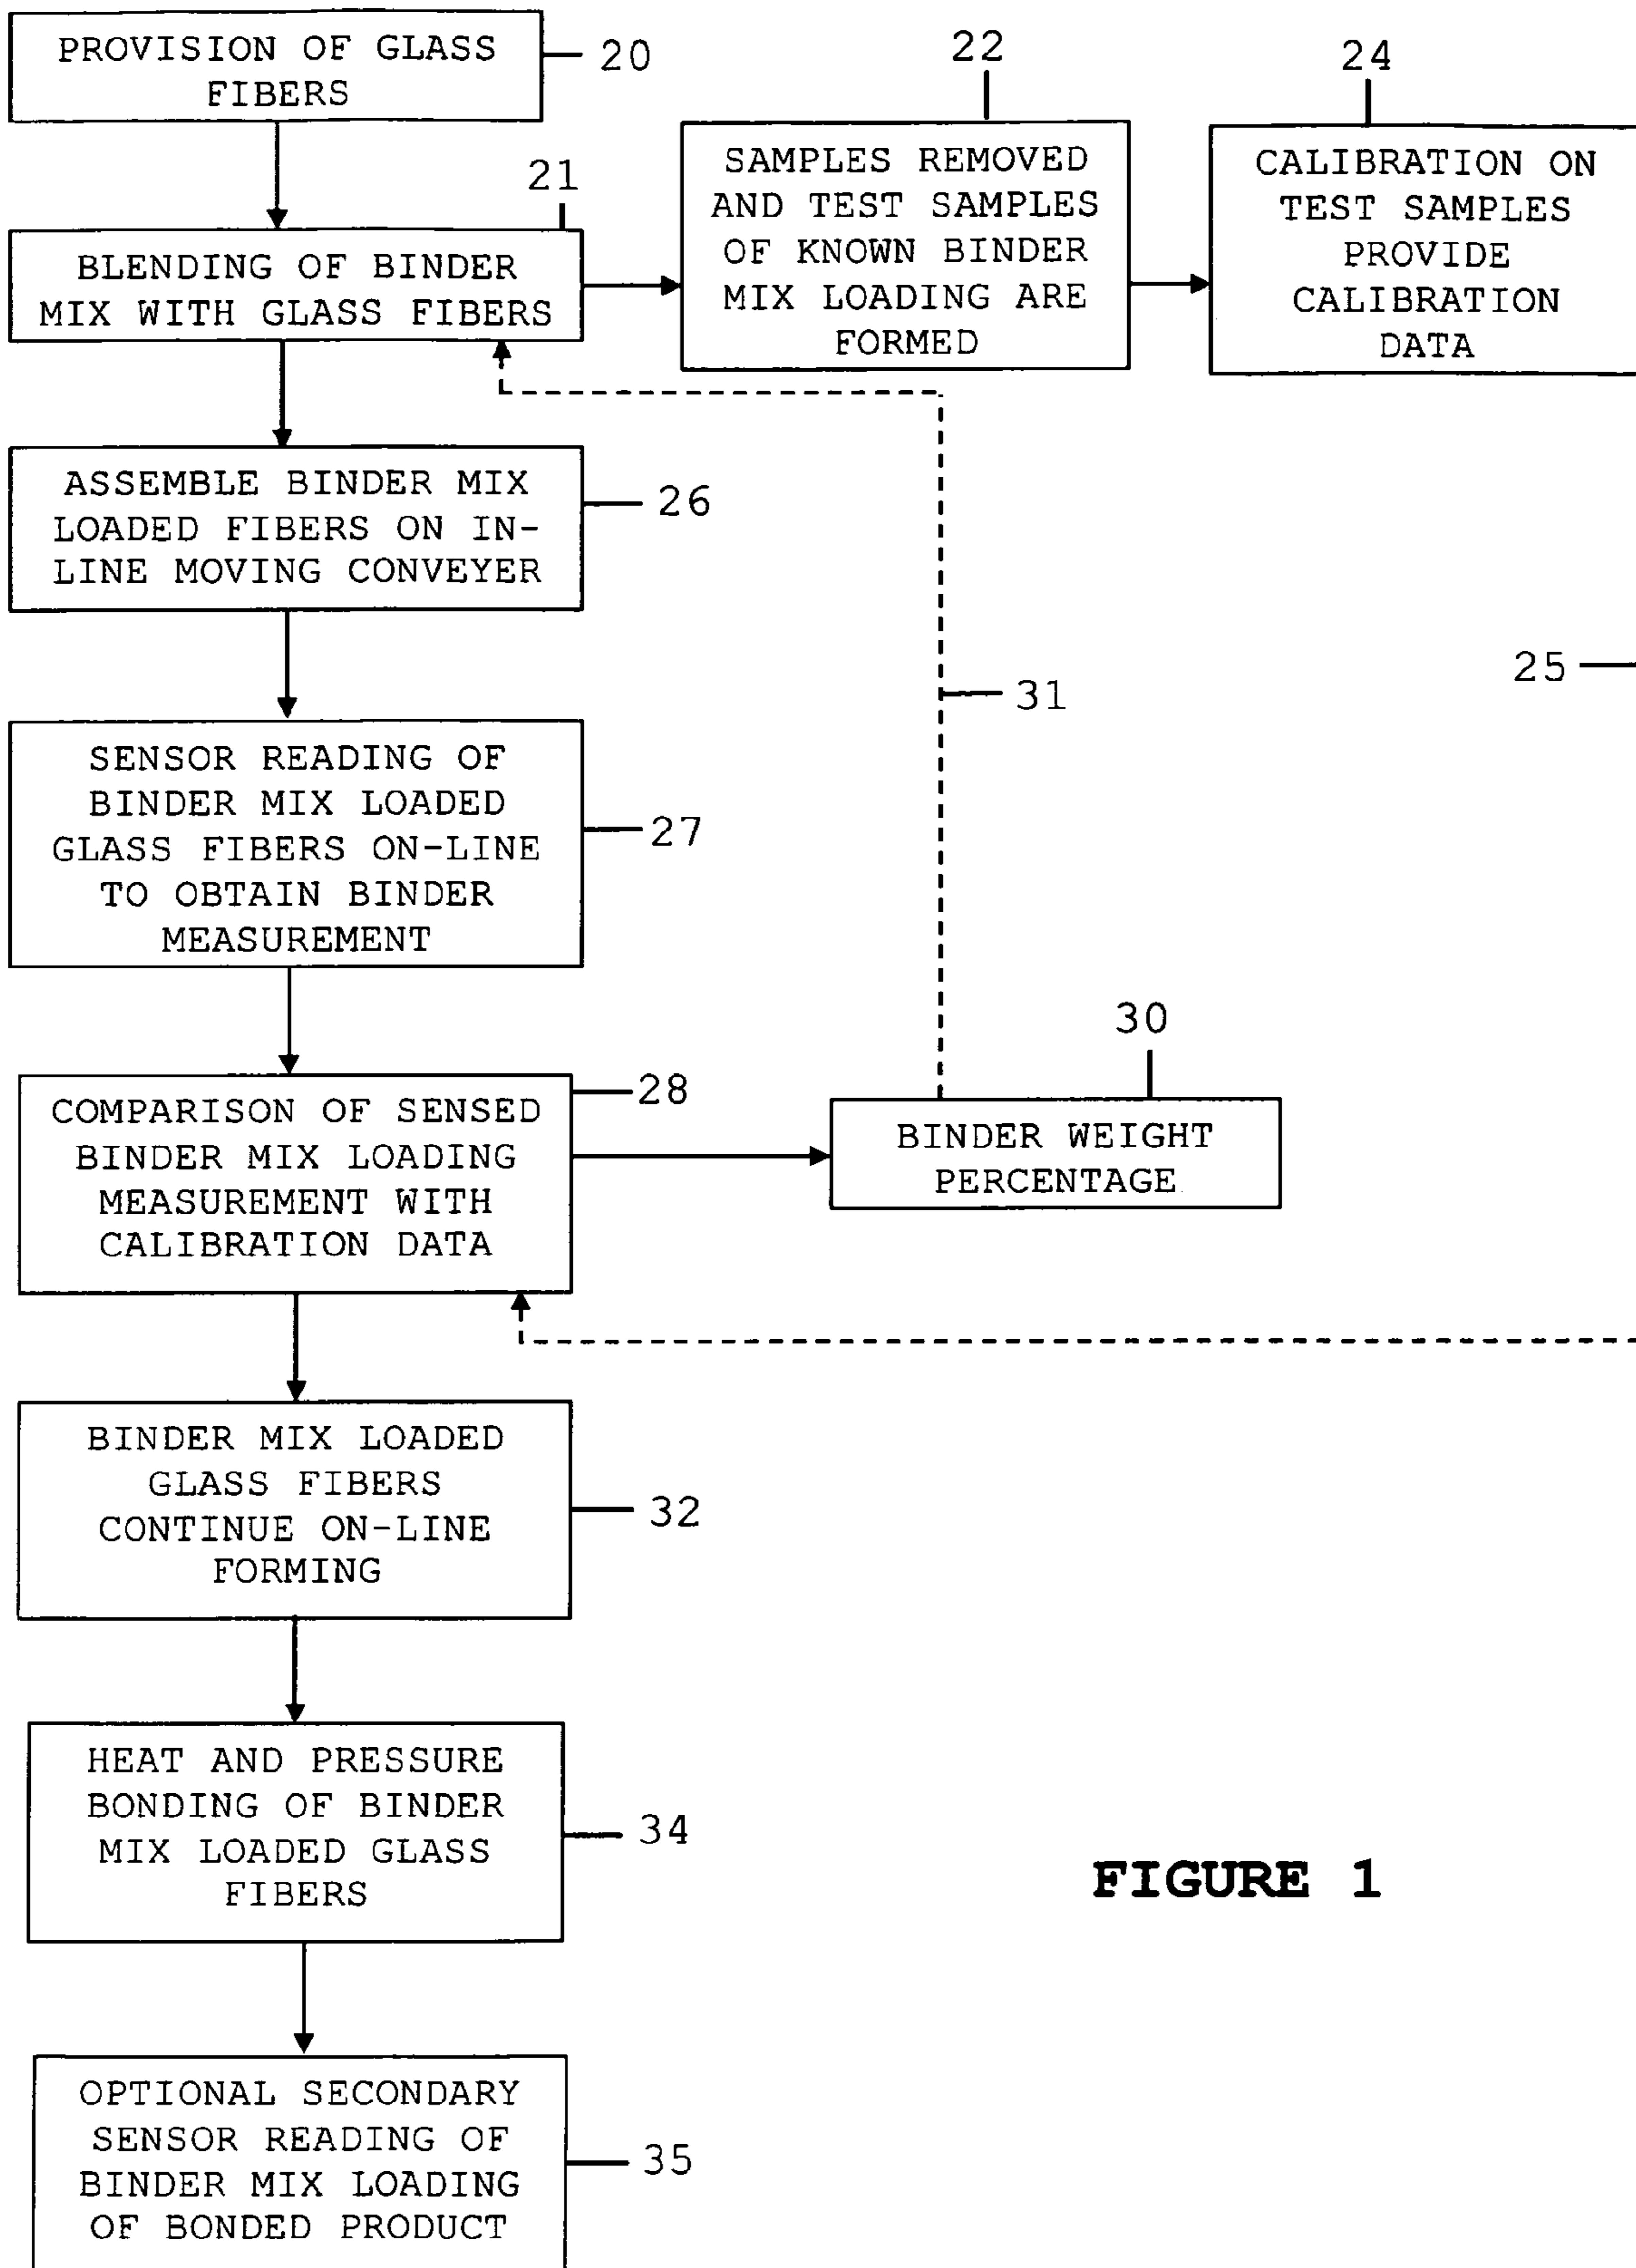 PROVISION OF GLASS
FIBERS
20
21
BLENDING OF BINDER
MIX WITH GLASS FIBERS
22
SAMPLES REMOVED
AND TEST SAMPLES
OF KNOWN BINDER
MIX LOADING ARE
FORMED
24
CALIBRATION ON
TEST SAMPLES
PROVIDE
CALIBRATION
DATA
ASSEMBLE BINDER MIX
LOADED FIBERS ON IN-
LINE MOVING CONVEYER
26
25
31
SENSOR READING OF
BINDER MIX LOADED
GLASS FIBERS ON-LINE
TO OBTAIN BINDER
MEASUREMENT
27
COMPARISON OF SENSED
BINDER MIX LOADING
MEASUREMENT WITH
CALIBRATION DATA
28
30
BINDER WEIGHT
PERCENTAGE
BINDER MIX LOADED
GLASS FIBERS
CONTINUE ON-LINE
FORMING
32
HEAT AND PRESSURE
BONDING OF BINDER
MIX LOADED GLASS
FIBERS
34
FIGURE 1
OPTIONAL SECONDARY
SENSOR READING OF
BINDER MIX LOADING
OF BONDED PRODUCT
35